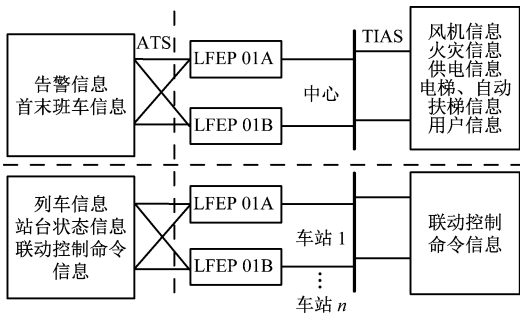 ATS
TIAS
告警信息
首末班车信息
LFEP 01A
LFEP 01B
中心
风机信息
火灾信息
供电信息
电梯、自动
扶梯信息
用户信息
列车信息
站台状态信息
联动控制命令
信息
LFEP 01A
LFEP 01B
车站 1
⋮
车站 n
联动控制
命令信息